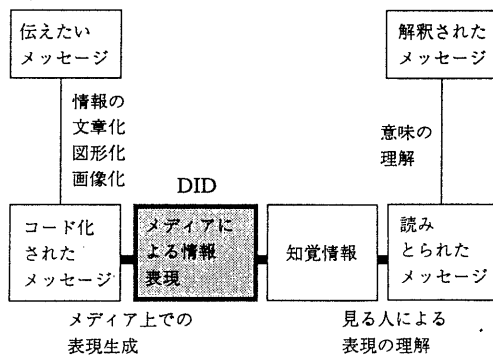 伝えたい
メッセージ
解釈された
メッセージ
情報の
文章化
図形化
画像化
意味の
理解
DID
コード化
された
メッセージ
メディアに
よる情報
表現
知覚情報
読み
とられた
メッセージ
メディア上での
表現生成
見る人による
表現の理解